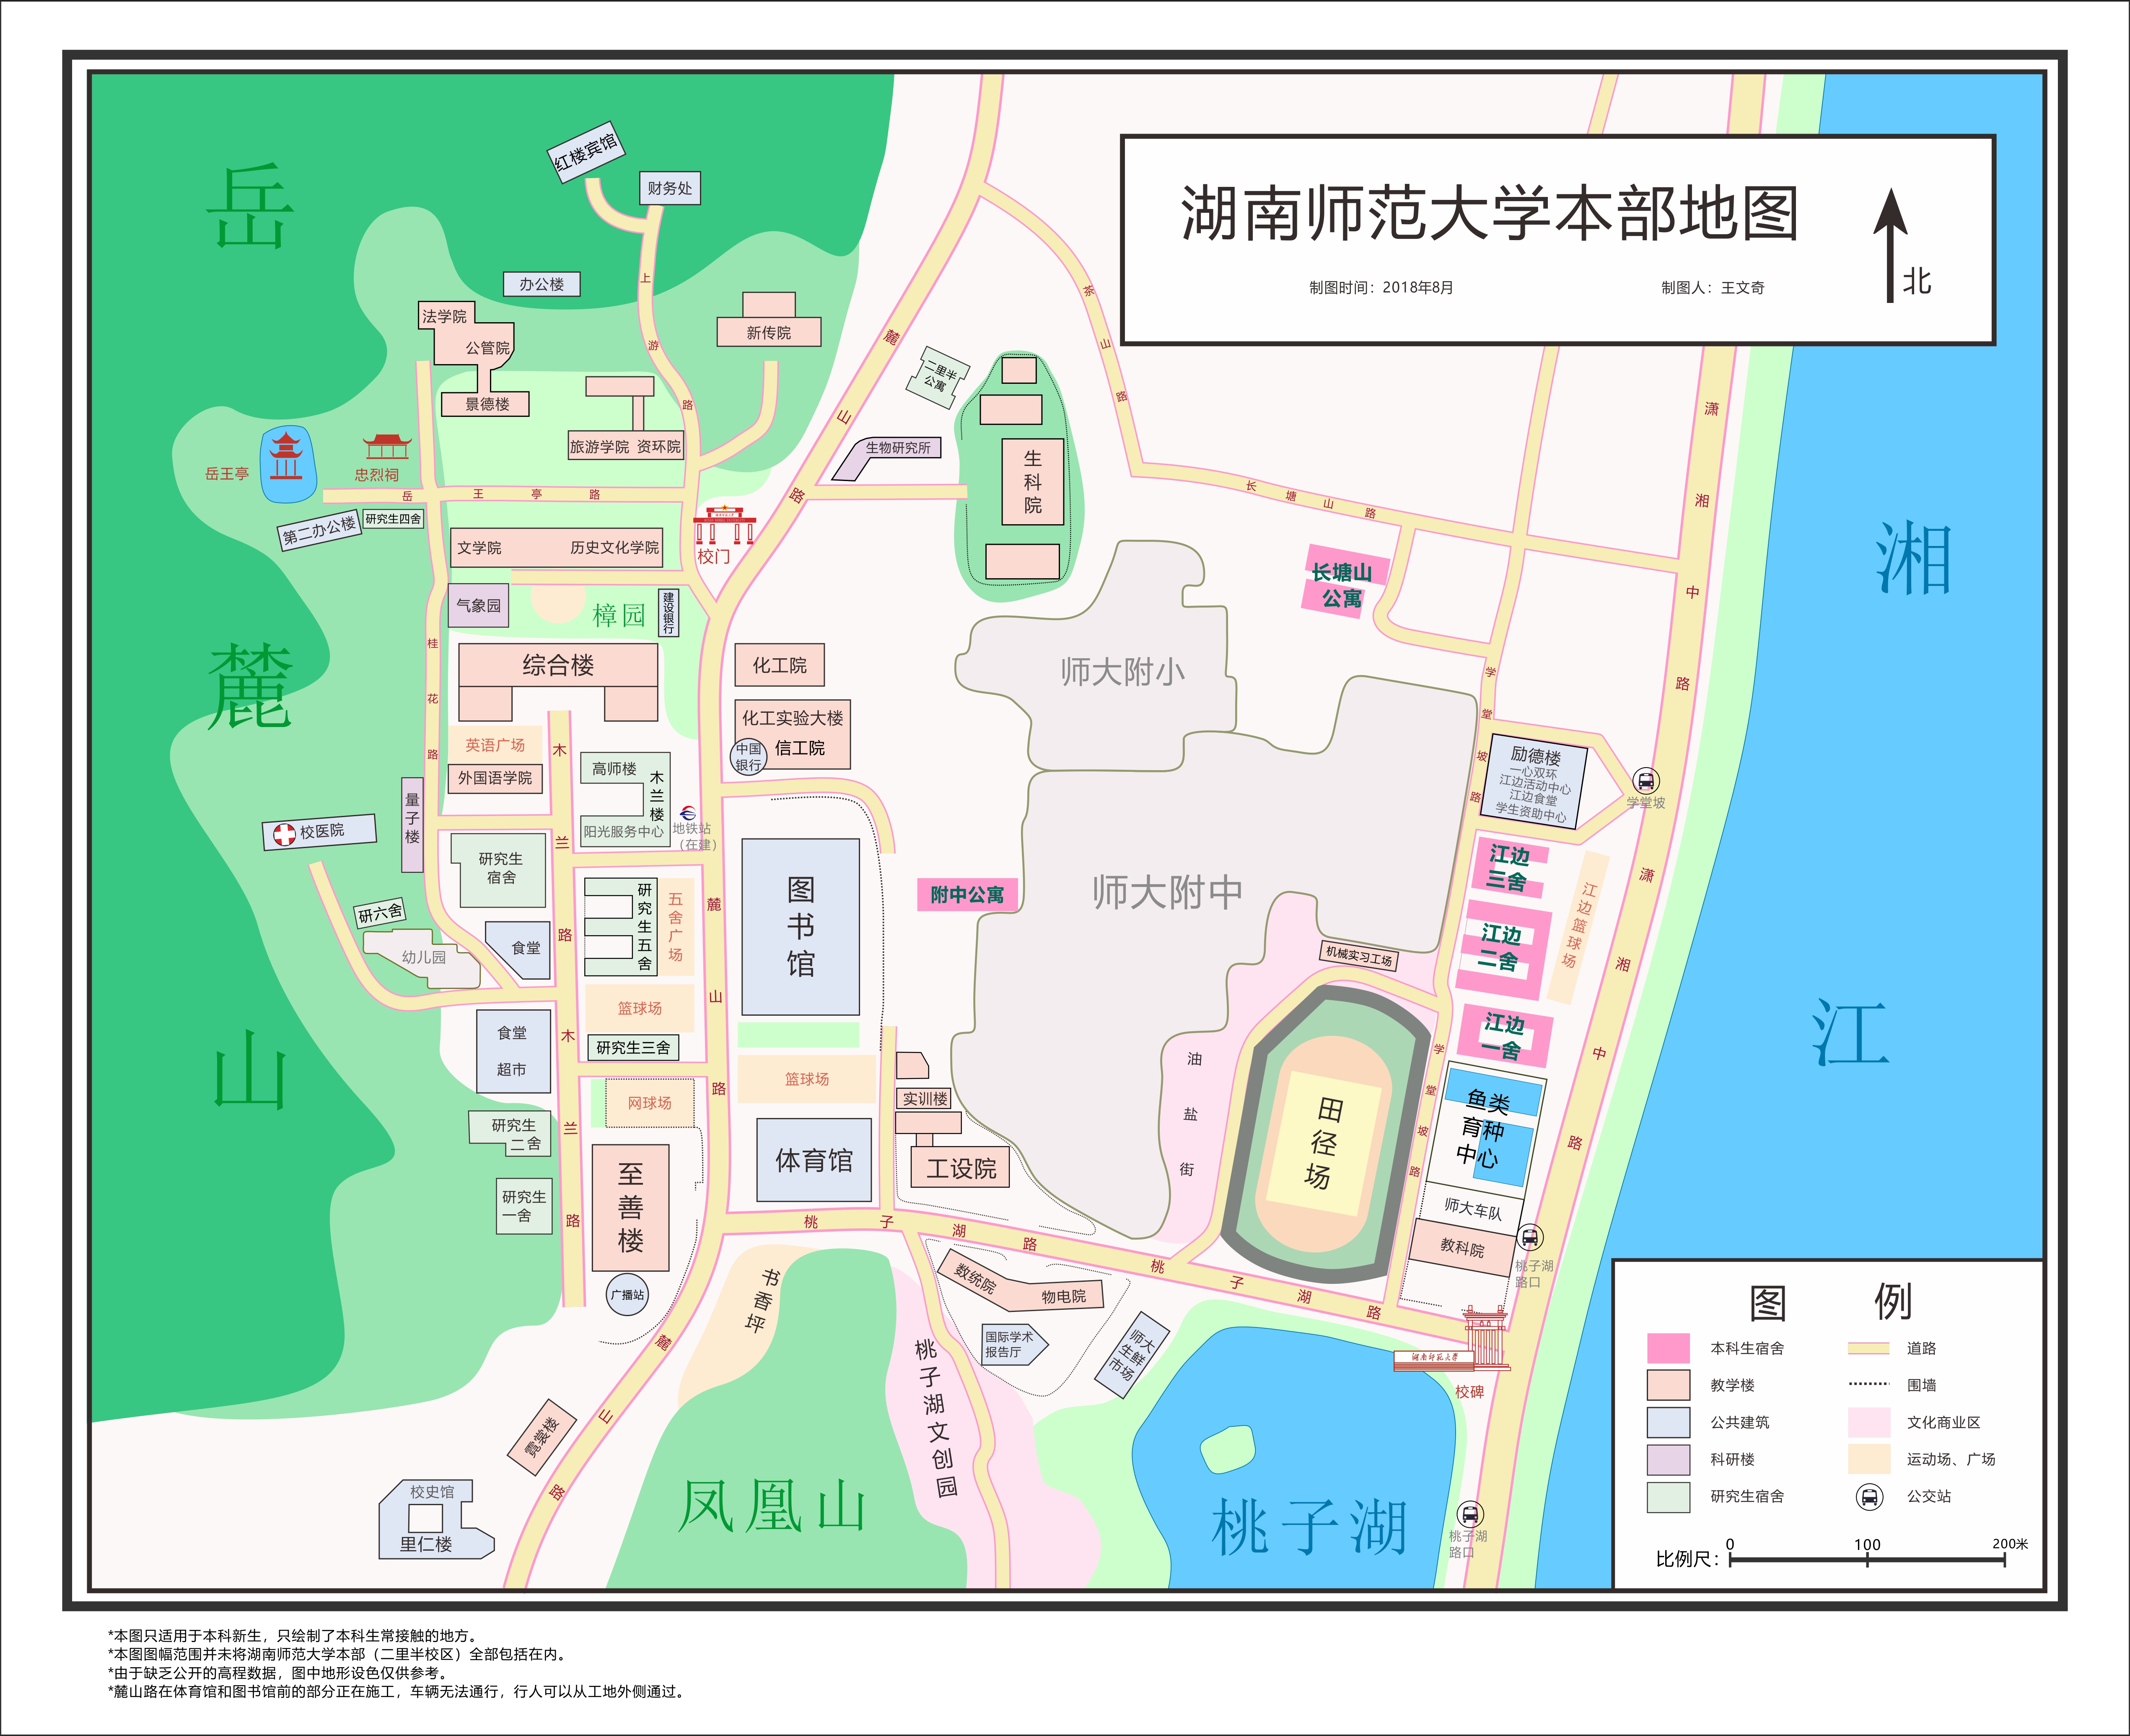 湖南师范大学本部地图
制图时间：2018年8月
制图人：王文奇
北
岳
麓
山
湘
江
红楼宾馆
财务处
办公楼
上游路
法学院
公管院
景德楼
新传院
旅游学院 资环院
岳王亭
忠烈祠
岳王亭路
第二办公楼
研究生四舍
文学院
历史文化学院
校门
气象园
樟园
建设银行
综合楼
桂花路
英语广场
外国语学院
量子楼
校医院
研究生
宿舍
研六舍
幼儿园
食堂
食堂
超市
研究生
二舍
研究生
一舍
木兰路
木兰路
高师楼
木兰楼
阳光服务中心
地铁站
（在建）
研究生五舍
五舍广场
篮球场
研究生三舍
网球场
至善楼
广播站
霓裳楼
校史馆
里仁楼
麓山路
麓山路
麓山路
二里半
公寓
生物研究所
生科院
茶山路
长塘山路
长塘山
公寓
化工院
化工实验大楼
信工院
中国
银行
图书馆
附中公寓
篮球场
体育馆
实训楼
工设院
师大附小
师大附中
机械实习工场
油盐街
田径场
学堂坡路
学堂坡路
励德楼
一心双环
江边活动中心
江边食堂
学生资助中心
学堂坡
江边
三舍
江边
二舍
江边
一舍
江边篮球场
鱼类
育种
中心
师大车队
教科院
桃子湖
路口
潇湘中路
潇湘中路
桃子湖路
桃子湖路
书香坪
数统院
物电院
国际学术
报告厅
师大
生鲜
市场
桃子湖文创园
凤凰山
桃子湖
湖南师范大学
校碑
桃子湖
路口
图例
本科生宿舍
道路
教学楼
围墙
公共建筑
文化商业区
科研楼
运动场、广场
研究生宿舍
公交站
比例尺：
0 100 200米
*本图只适用于本科新生，只绘制了本科生常接触的地方。
*本图图幅范围并未将湖南师范大学本部（二里半校区）全部包括在内。
*由于缺乏公开的高程数据，图中地形设色仅供参考。
*麓山路在体育馆和图书馆前的部分正在施工，车辆无法通行，行人可以从工地外侧通过。